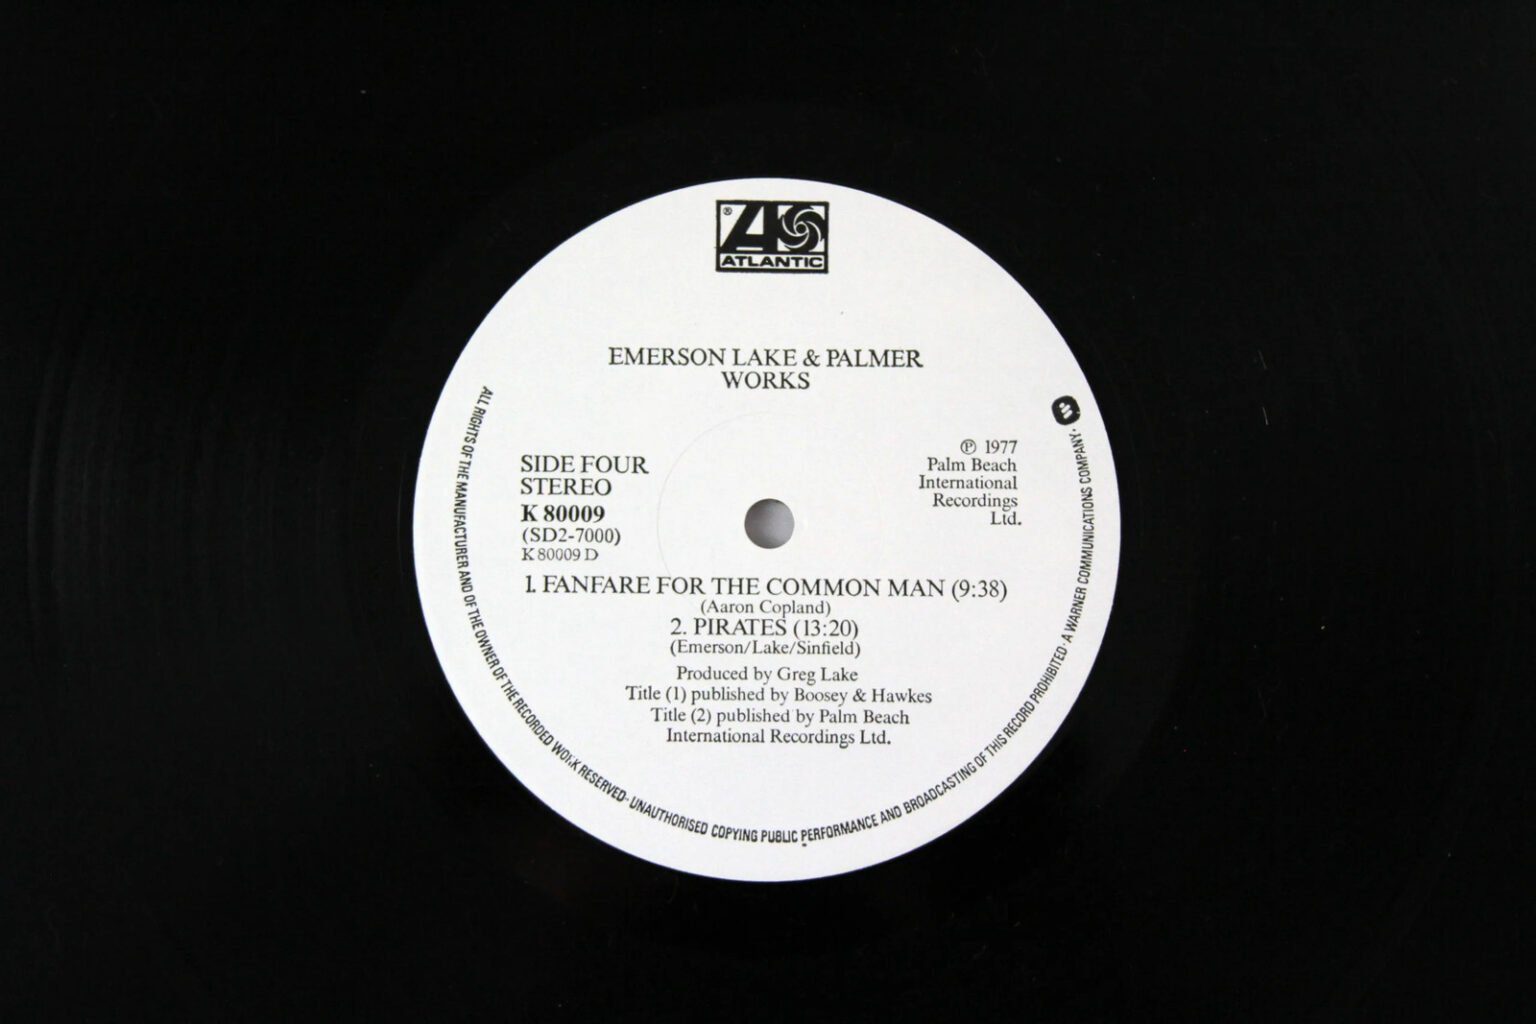 ®
ATLANTIC
EMERSON LAKE & PALMER
WORKS
SIDE FOUR
STEREO
K 80009
(SD2-7000)
K 80009 D
℗ 1977
Palm Beach
International
Recordings
Ltd.
1. FANFARE FOR THE COMMON MAN (9:38)
(Aaron Copland)
2. PIRATES (13:20)
(Emerson/Lake/Sinfield)
Produced by Greg Lake
Title (1) published by Boosey & Hawkes
Title (2) published by Palm Beach
International Recordings Ltd.
ALL RIGHTS OF THE MANUFACTURER AND OF THE OWNER OF THE RECORDED WORK RESERVED · UNAUTHORISED COPYING PUBLIC PERFORMANCE AND BROADCASTING OF THIS RECORD PROHIBITED · A WARNER COMMUNICATIONS COMPANY ·